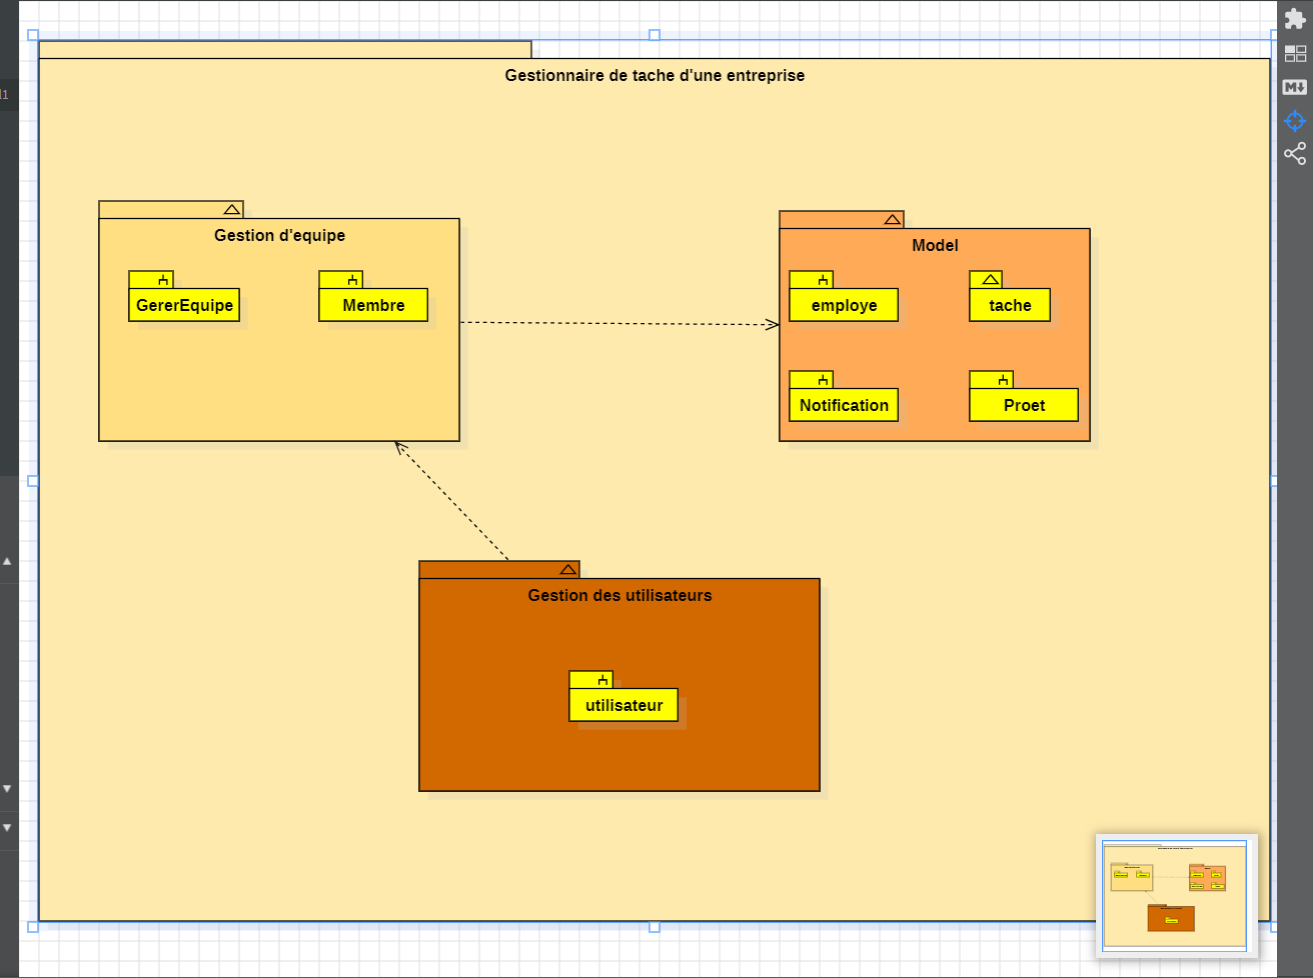 Gestionnaire de tache d'une entreprise
Gestion d'equipe
GererEquipe
Membre
Model
employe
tache
Notification
Proet
Gestion des utilisateurs
utilisateur
M